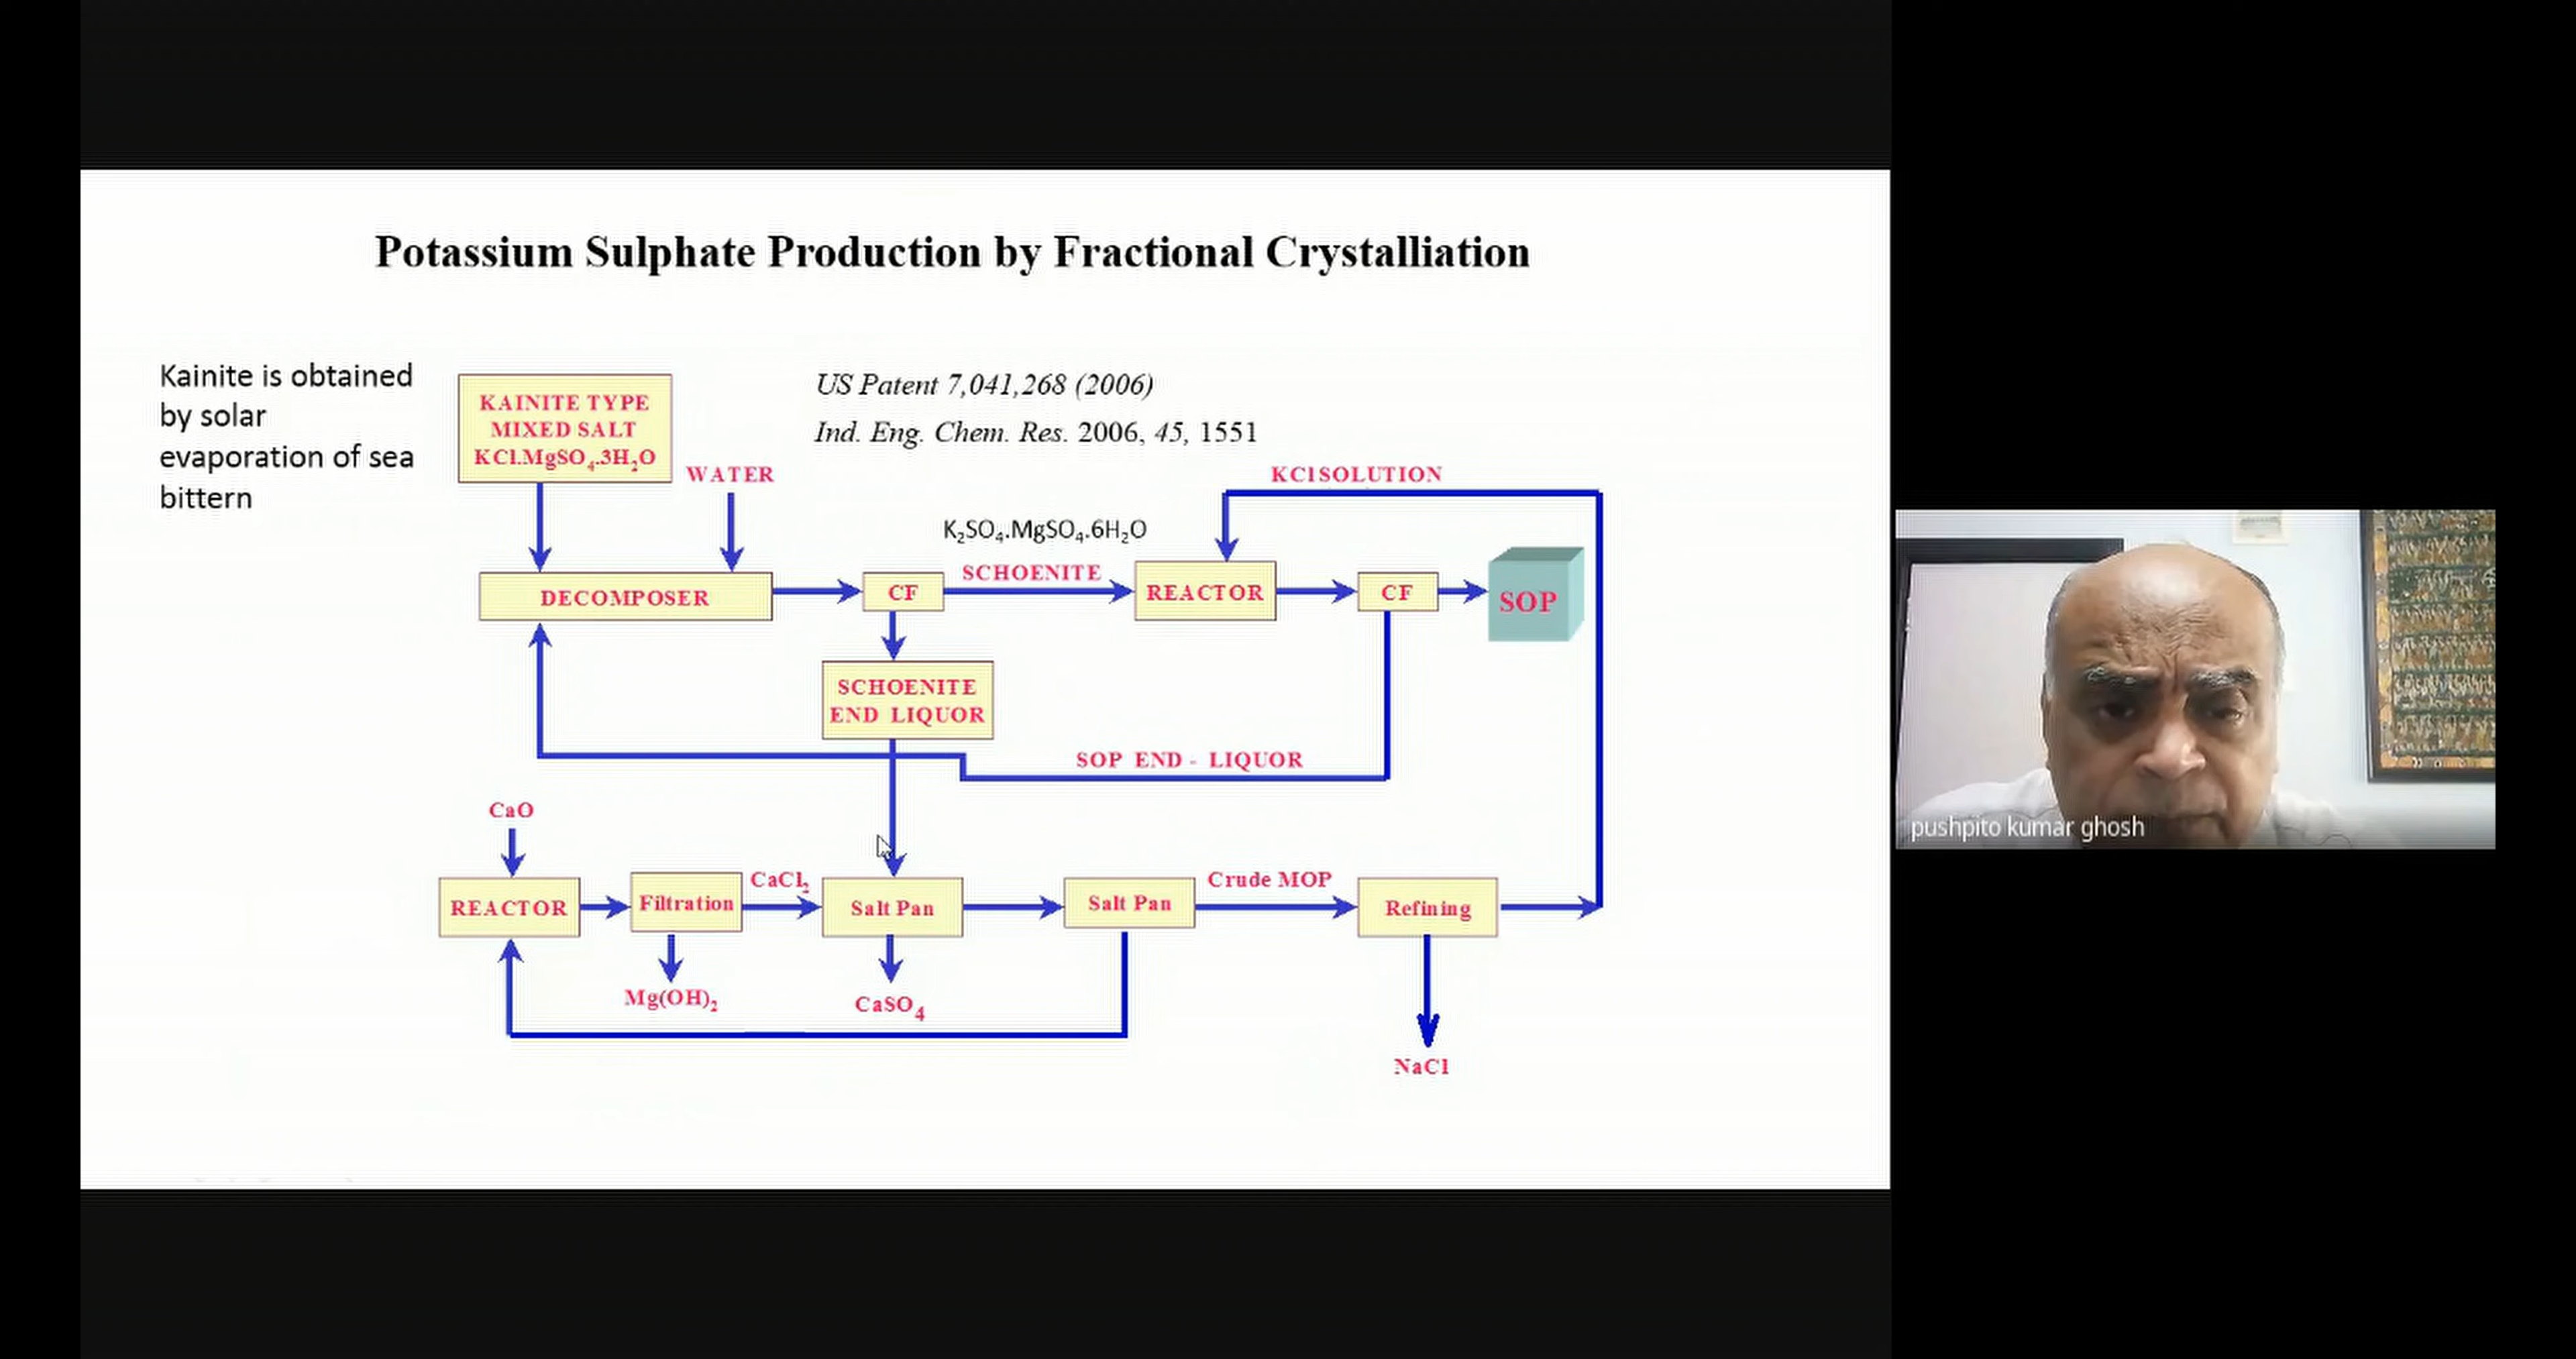 Potassium Sulphate Production by Fractional Crystalliation
Kainite is obtained
by solar
evaporation of sea
bittern
KAINITE TYPE
MIXED SALT
KCl.MgSO₄.3H₂O
WATER
US Patent 7,041,268 (2006)
Ind. Eng. Chem. Res. 2006, 45, 1551
KCl SOLUTION
K₂SO₄.MgSO₄.6H₂O
DECOMPOSER
CF
SCHOENITE
REACTOR
CF
SOP
SCHOENITE
END LIQUOR
SOP END - LIQUOR
CaO
REACTOR
Filtration
CaCl₂
Salt Pan
Salt Pan
Crude MOP
Refining
Mg(OH)₂
CaSO₄
NaCl
pushpito kumar ghosh